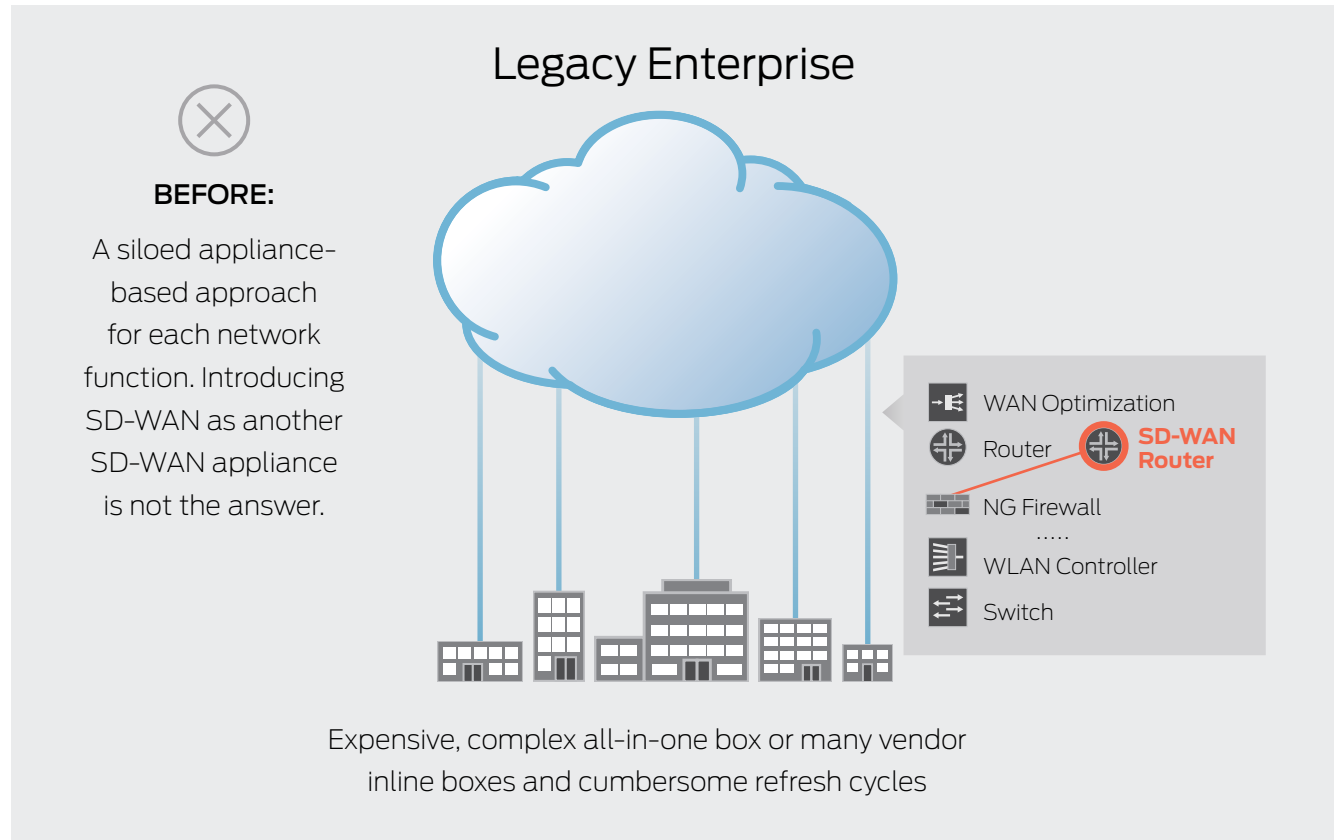 Legacy Enterprise
BEFORE:
A siloed appliance-
based approach
for each network
function. Introducing
SD-WAN as another
SD-WAN appliance
is not the answer.
WAN Optimization
Router
SD-WAN
Router
NG Firewall
.....
WLAN Controller
Switch
Expensive, complex all-in-one box or many vendor
inline boxes and cumbersome refresh cycles